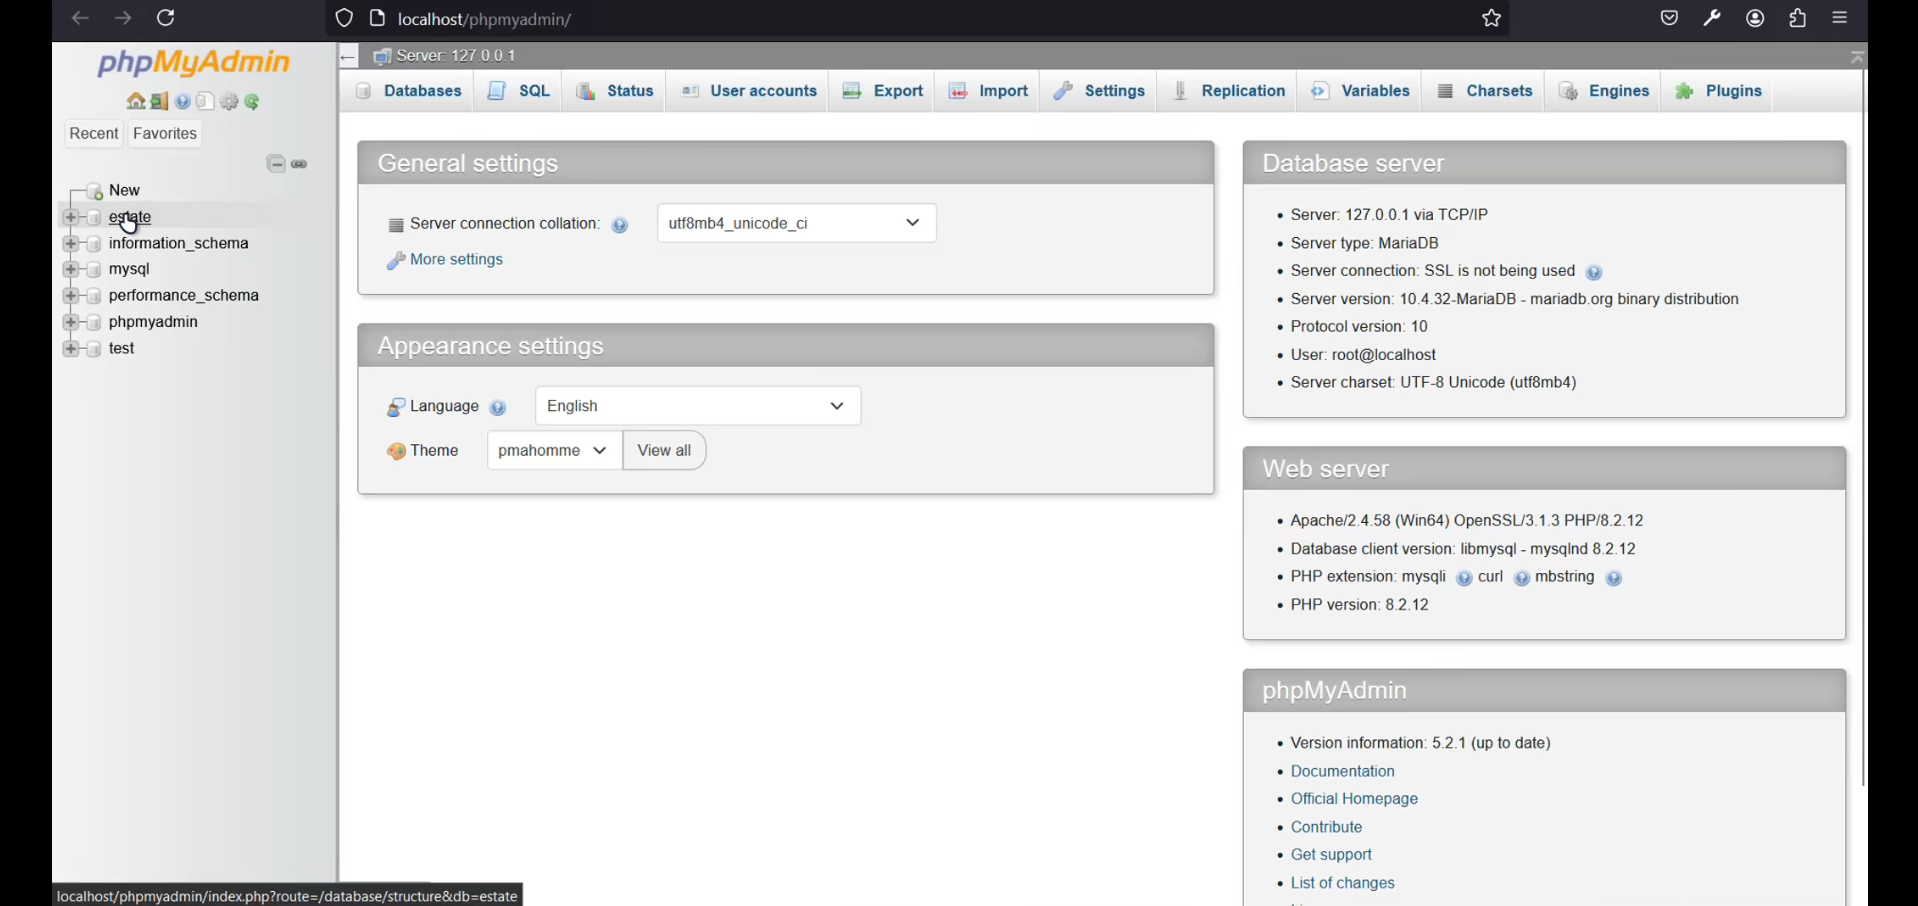 localhost/phpmyadmin/
phpMyAdmin
Recent Favorites
New
estate
information_schema
mysql
performance_schema
phpmyadmin
test
Server: 127.0.0.1
Databases SQL Status User accounts Export Import Settings Replication Variables Charsets Engines Plugins
General settings
Server connection collation: utf8mb4_unicode_ci
More settings
Appearance settings
Language English
Theme pmahomme View all
Database server
Server: 127.0.0.1 via TCP/IP
Server type: MariaDB
Server connection: SSL is not being used
Server version: 10.4.32-MariaDB - mariadb.org binary distribution
Protocol version: 10
User: root@localhost
Server charset: UTF-8 Unicode (utf8mb4)
Web server
Apache/2.4.58 (Win64) OpenSSL/3.1.3 PHP/8.2.12
Database client version: libmysql - mysqlnd 8.2.12
PHP extension: mysqli curl mbstring
PHP version: 8.2.12
phpMyAdmin
Version information: 5.2.1 (up to date)
Documentation
Official Homepage
Contribute
Get support
List of changes
localhost/phpmyadmin/index.php?route=/database/structure&db=estate